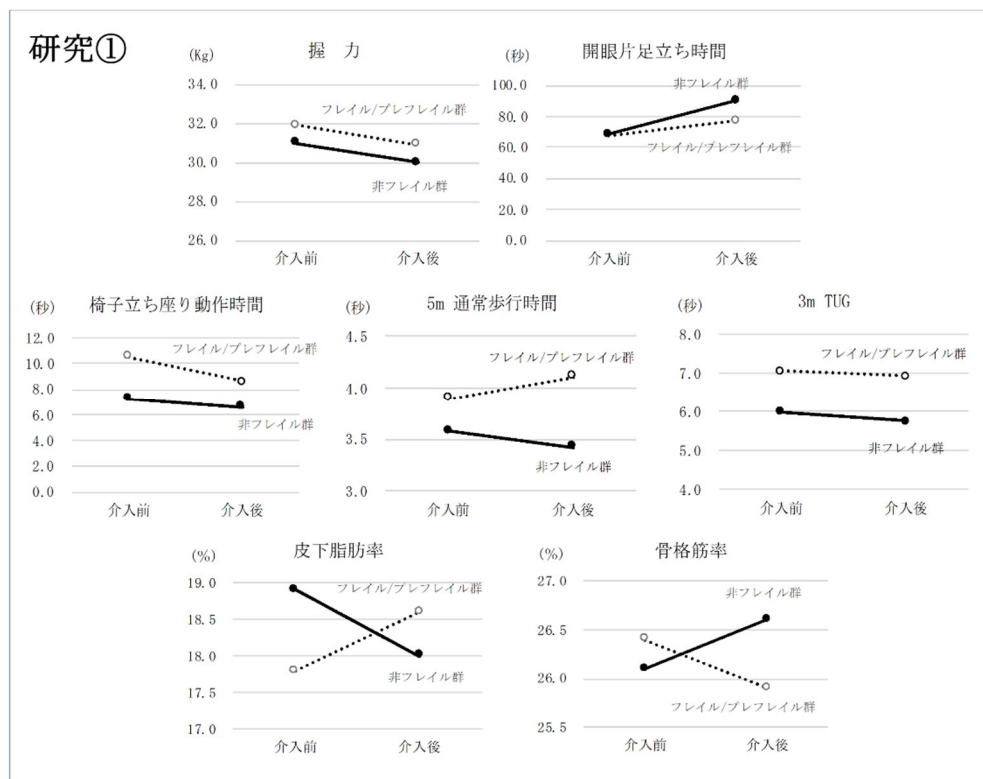 研究①
(Kg)
握 力
34.0
32.0
30.0
28.0
26.0
フレイル/プレフレイル群
非フレイル群
介入前
介入後
(秒)
開眼片足立ち時間
100.0
80.0
60.0
40.0
20.0
0.0
非フレイル群
フレイル/プレフレイル群
介入前
介入後
(秒)
椅子立ち座り動作時間
12.0
10.0
8.0
6.0
4.0
2.0
0.0
フレイル/プレフレイル群
非フレイル群
介入前
介入後
(秒)
5m 通常歩行時間
4.5
4.0
3.5
3.0
フレイル/プレフレイル群
非フレイル群
介入前
介入後
(秒)
3m TUG
8.0
7.0
6.0
5.0
4.0
フレイル/プレフレイル群
非フレイル群
介入前
介入後
(%)
皮下脂肪率
19.0
18.5
18.0
17.5
17.0
フレイル/プレフレイル群
非フレイル群
介入前
介入後
(%)
骨格筋率
27.0
26.5
26.0
25.5
非フレイル群
フレイル/プレフレイル群
介入前
介入後